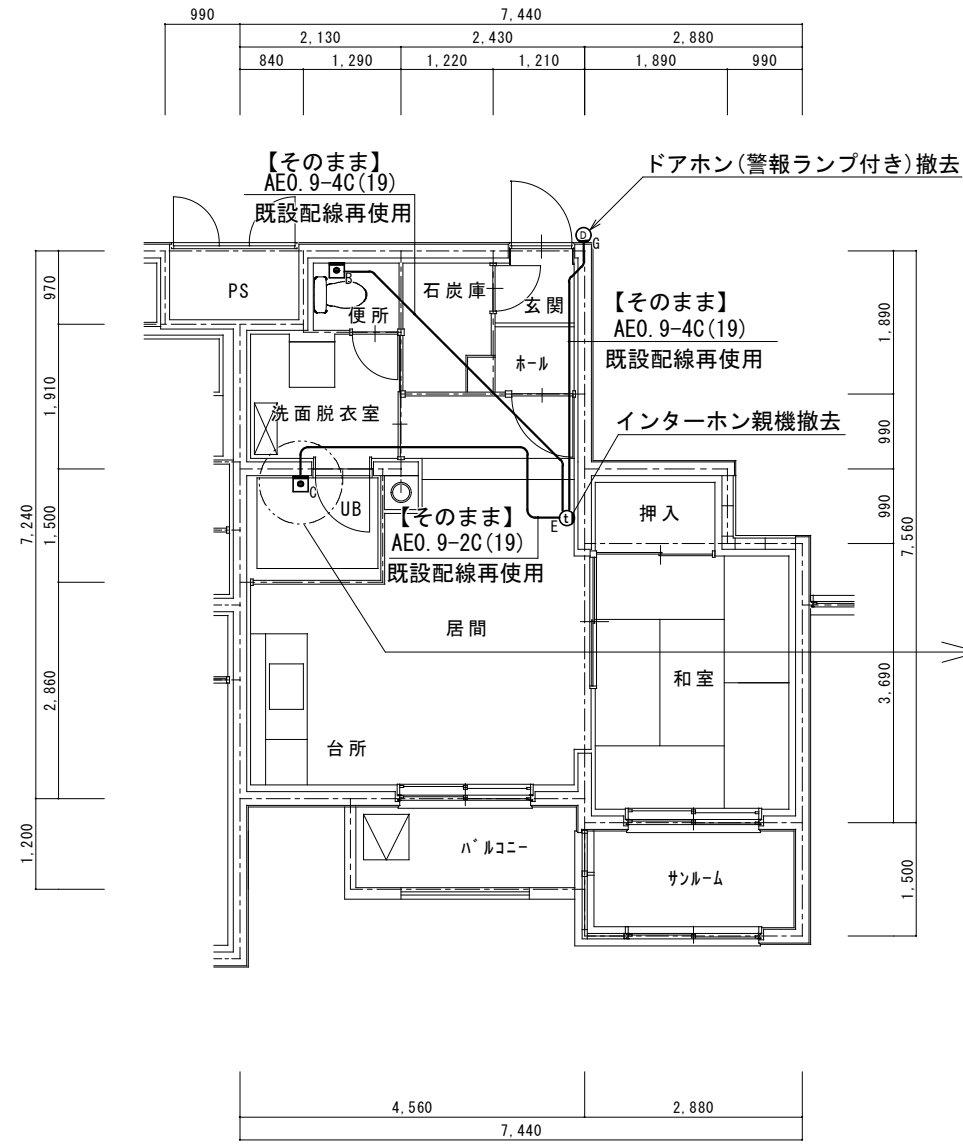 990
7,440
2,130
2,430
2,880
840
1,290
1,220
1,210
1,890
990
【そのまま】
AE0.9-4C(19)
既設配線再使用
ドアホン(警報ランプ付き)撤去
D
G
PS
B
便所
石炭庫
玄関
ホール
【そのまま】
AE0.9-4C(19)
既設配線再使用
洗面脱衣室
インターホン親機撤去
C
UB
【そのまま】
AE0.9-2C(19)
既設配線再使用
E
t
押入
居間
和室
台所
バルコニー
サンルーム
970
1,910
1,500
2,860
7,240
1,200
1,890
990
990
3,690
7,560
1,500
4,560
2,880
7,440